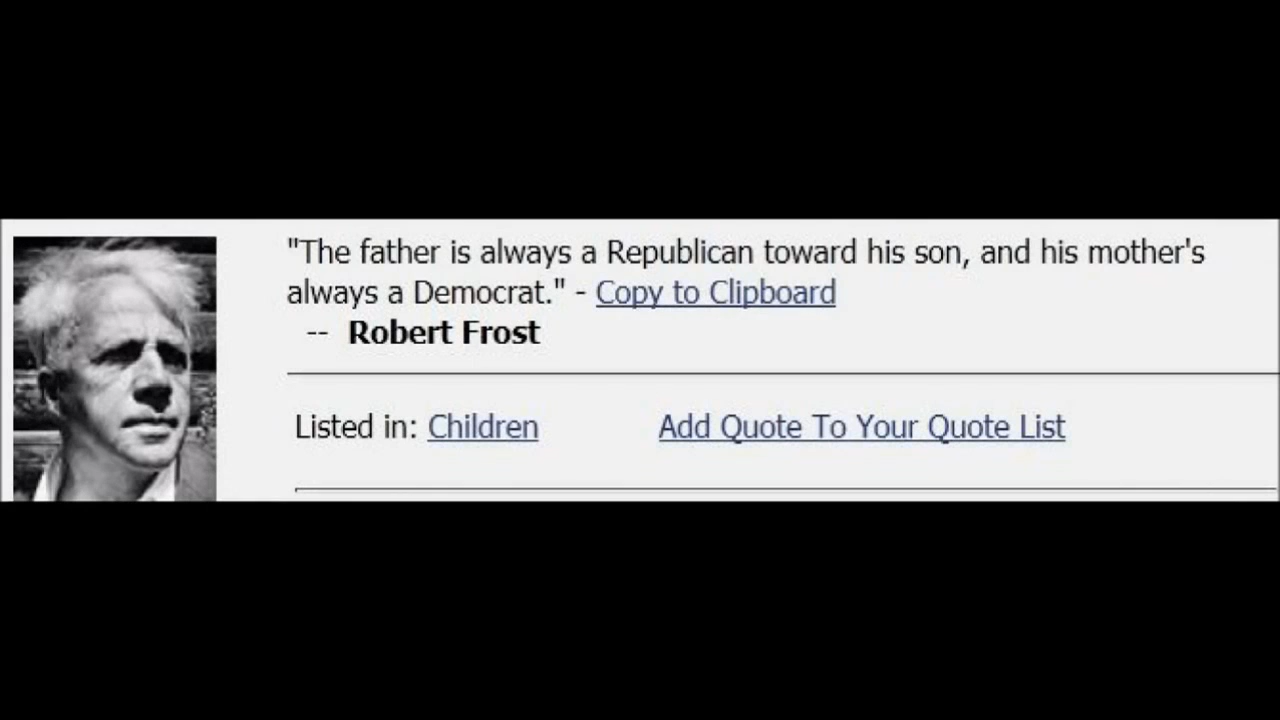 "The father is always a Republican toward his son, and his mother's
always a Democrat." - Copy to Clipboard
-- Robert Frost
Listed in: Children Add Quote To Your Quote List